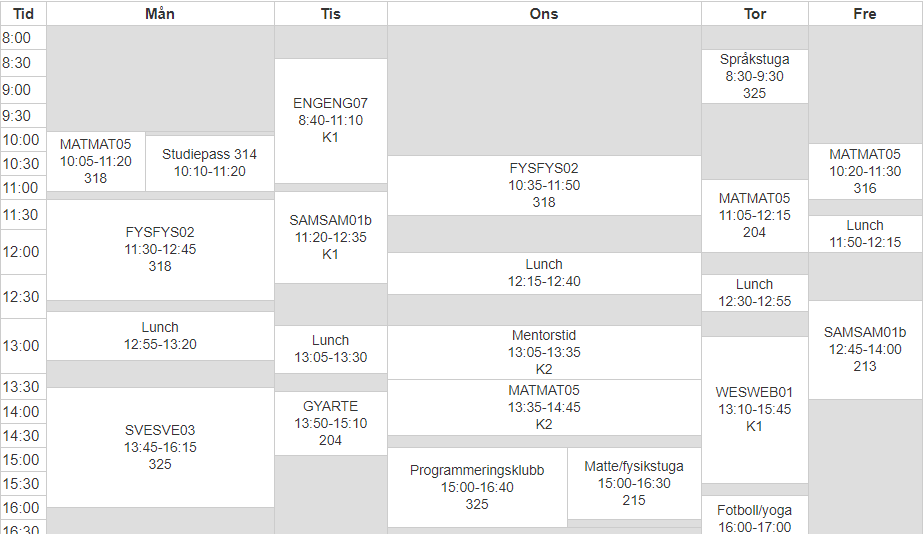 Tid Mån Tis Ons Tor Fre
8:00
8:30
9:00
9:30
10:00
10:30
11:00
11:30
12:00
12:30
13:00
13:30
14:00
14:30
15:00
15:30
16:00
16:30
MATMAT05
10:05-11:20
318
Studiepass 314
10:10-11:20
FYSFYS02
11:30-12:45
318
Lunch
12:55-13:20
SVESVE03
13:45-16:15
325
ENGENG07
8:40-11:10
K1
SAMSAM01b
11:20-12:35
K1
Lunch
13:05-13:30
GYARTE
13:50-15:10
204
FYSFYS02
10:35-11:50
318
Lunch
12:15-12:40
Mentorstid
13:05-13:35
K2
MATMAT05
13:35-14:45
K2
Programmeringsklubb
15:00-16:40
325
Matte/fysikstuga
15:00-16:30
215
Språkstuga
8:30-9:30
325
MATMAT05
11:05-12:15
204
Lunch
12:30-12:55
WESWEB01
13:10-15:45
K1
Fotboll/yoga
16:00-17:00
MATMAT05
10:20-11:30
316
Lunch
11:50-12:15
SAMSAM01b
12:45-14:00
213